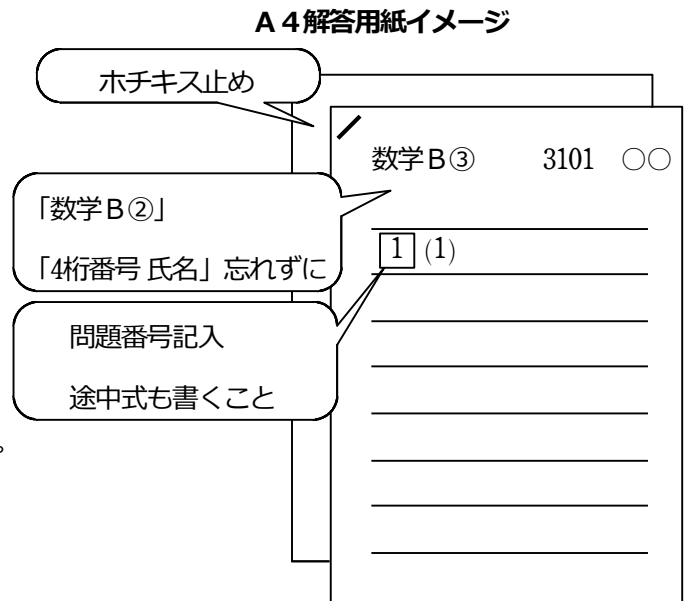 A4解答用紙イメージ
ホチキス止め
数学B③ 3101 ○○
「数学B②」
「4桁番号 氏名」忘れずに
1 (1)
問題番号記入
途中式も書くこと
。